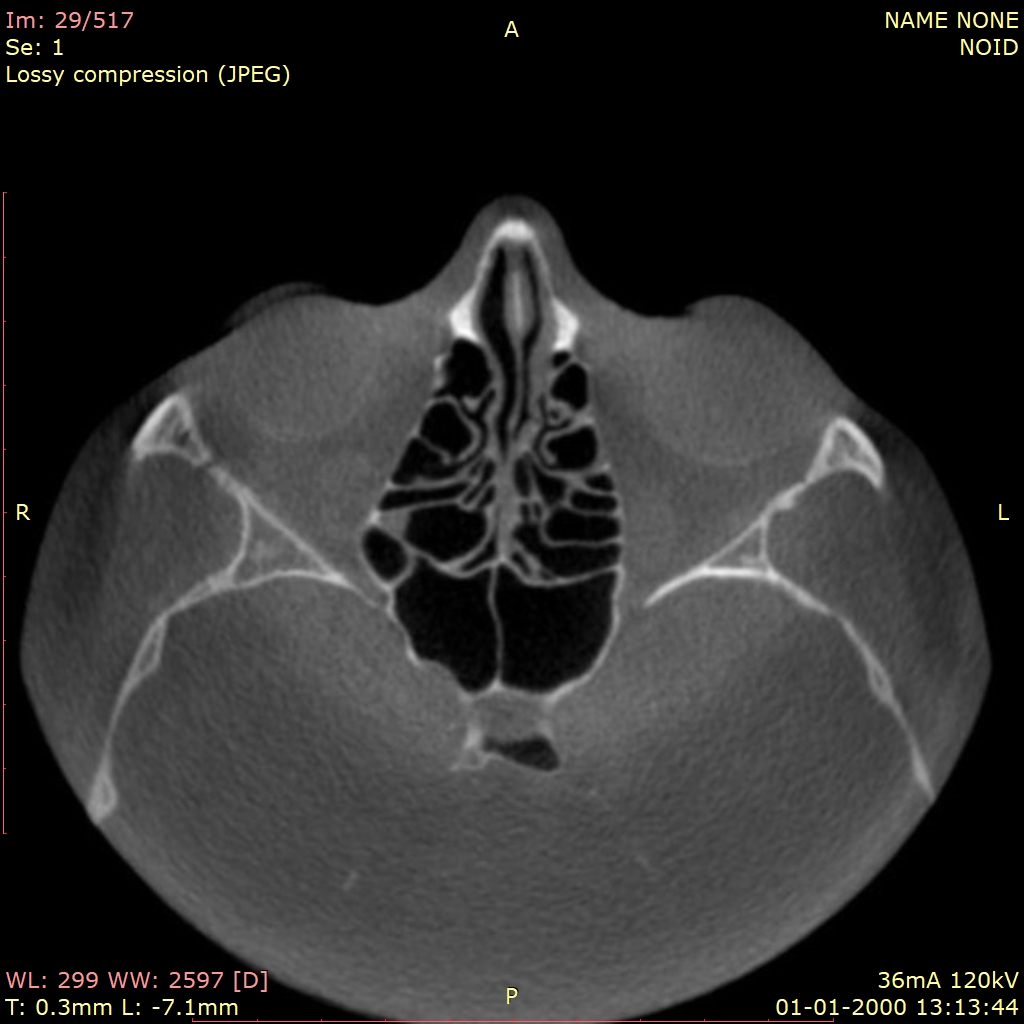 Im: 29/517
Se: 1
Lossy compression (JPEG)
A
NAME NONE
NOID
R
L
WL: 299 WW: 2597 [D]
T: 0.3mm L: -7.1mm
P
36mA 120kV
01-01-2000 13:13:44